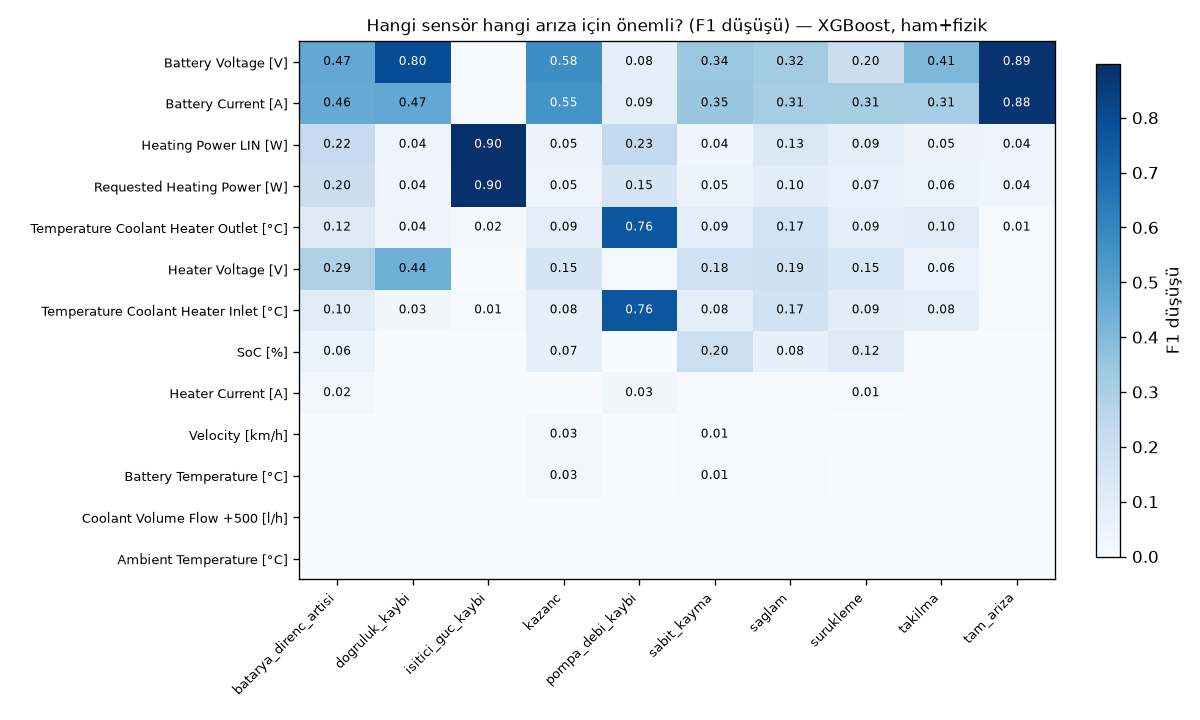 Hangi sensör hangi arıza için önemli? (F1 düşüşü) — XGBoost, ham+fizik
Battery Voltage [V] 0.47 0.80 0.58 0.08 0.34 0.32 0.20 0.41 0.89
Battery Current [A] 0.46 0.47 0.55 0.09 0.35 0.31 0.31 0.31 0.88
Heating Power LIN [W] 0.22 0.04 0.90 0.05 0.23 0.04 0.13 0.09 0.05 0.04
Requested Heating Power [W] 0.20 0.04 0.90 0.05 0.15 0.05 0.10 0.07 0.06 0.04
Temperature Coolant Heater Outlet [°C] 0.12 0.04 0.02 0.09 0.76 0.09 0.17 0.09 0.10 0.01
Heater Voltage [V] 0.29 0.44 0.15 0.18 0.19 0.15 0.06
Temperature Coolant Heater Inlet [°C] 0.10 0.03 0.01 0.08 0.76 0.08 0.17 0.09 0.08
SoC [%] 0.06 0.07 0.20 0.08 0.12
Heater Current [A] 0.02 0.03 0.01
Velocity [km/h] 0.03 0.01
Battery Temperature [°C] 0.03 0.01
Coolant Volume Flow +500 [l/h]
Ambient Temperature [°C]
batarya_direnc_artisi
dogruluk_kaybi
isitici_guc_kaybi
kazanc
pompa_debi_kaybi
sabit_kayma
saglam
surukleme
takilma
tam_ariza
0.8
0.7
0.6
0.5
0.4
0.3
0.2
0.1
0.0
F1 düşüşü